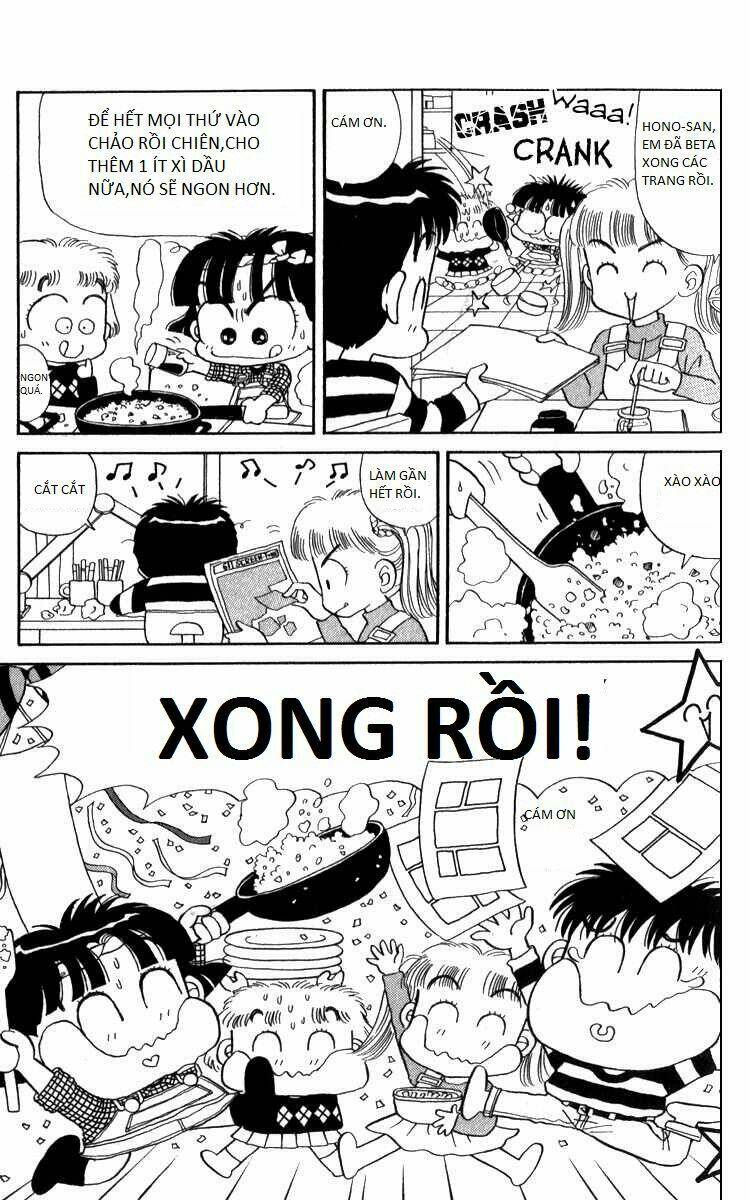 ĐỂ HẾT MỌI THỨ VÀO
CHẢO RỒI CHIÊN,CHO
THÊM 1 ÍT XÌ DẦU
NỮA,NÓ SẼ NGON HƠN.
NGON
QUÁ.
CÁM ƠN.
CRASH
Waaa!
CRANK
HONO-SAN,
EM ĐÃ BETA
XONG CÁC
TRANG RỒI.
CẮT CẮT
LÀM GẦN
HẾT RỒI.
XÀO XÀO
XONG RỒI!
CÁM ƠN